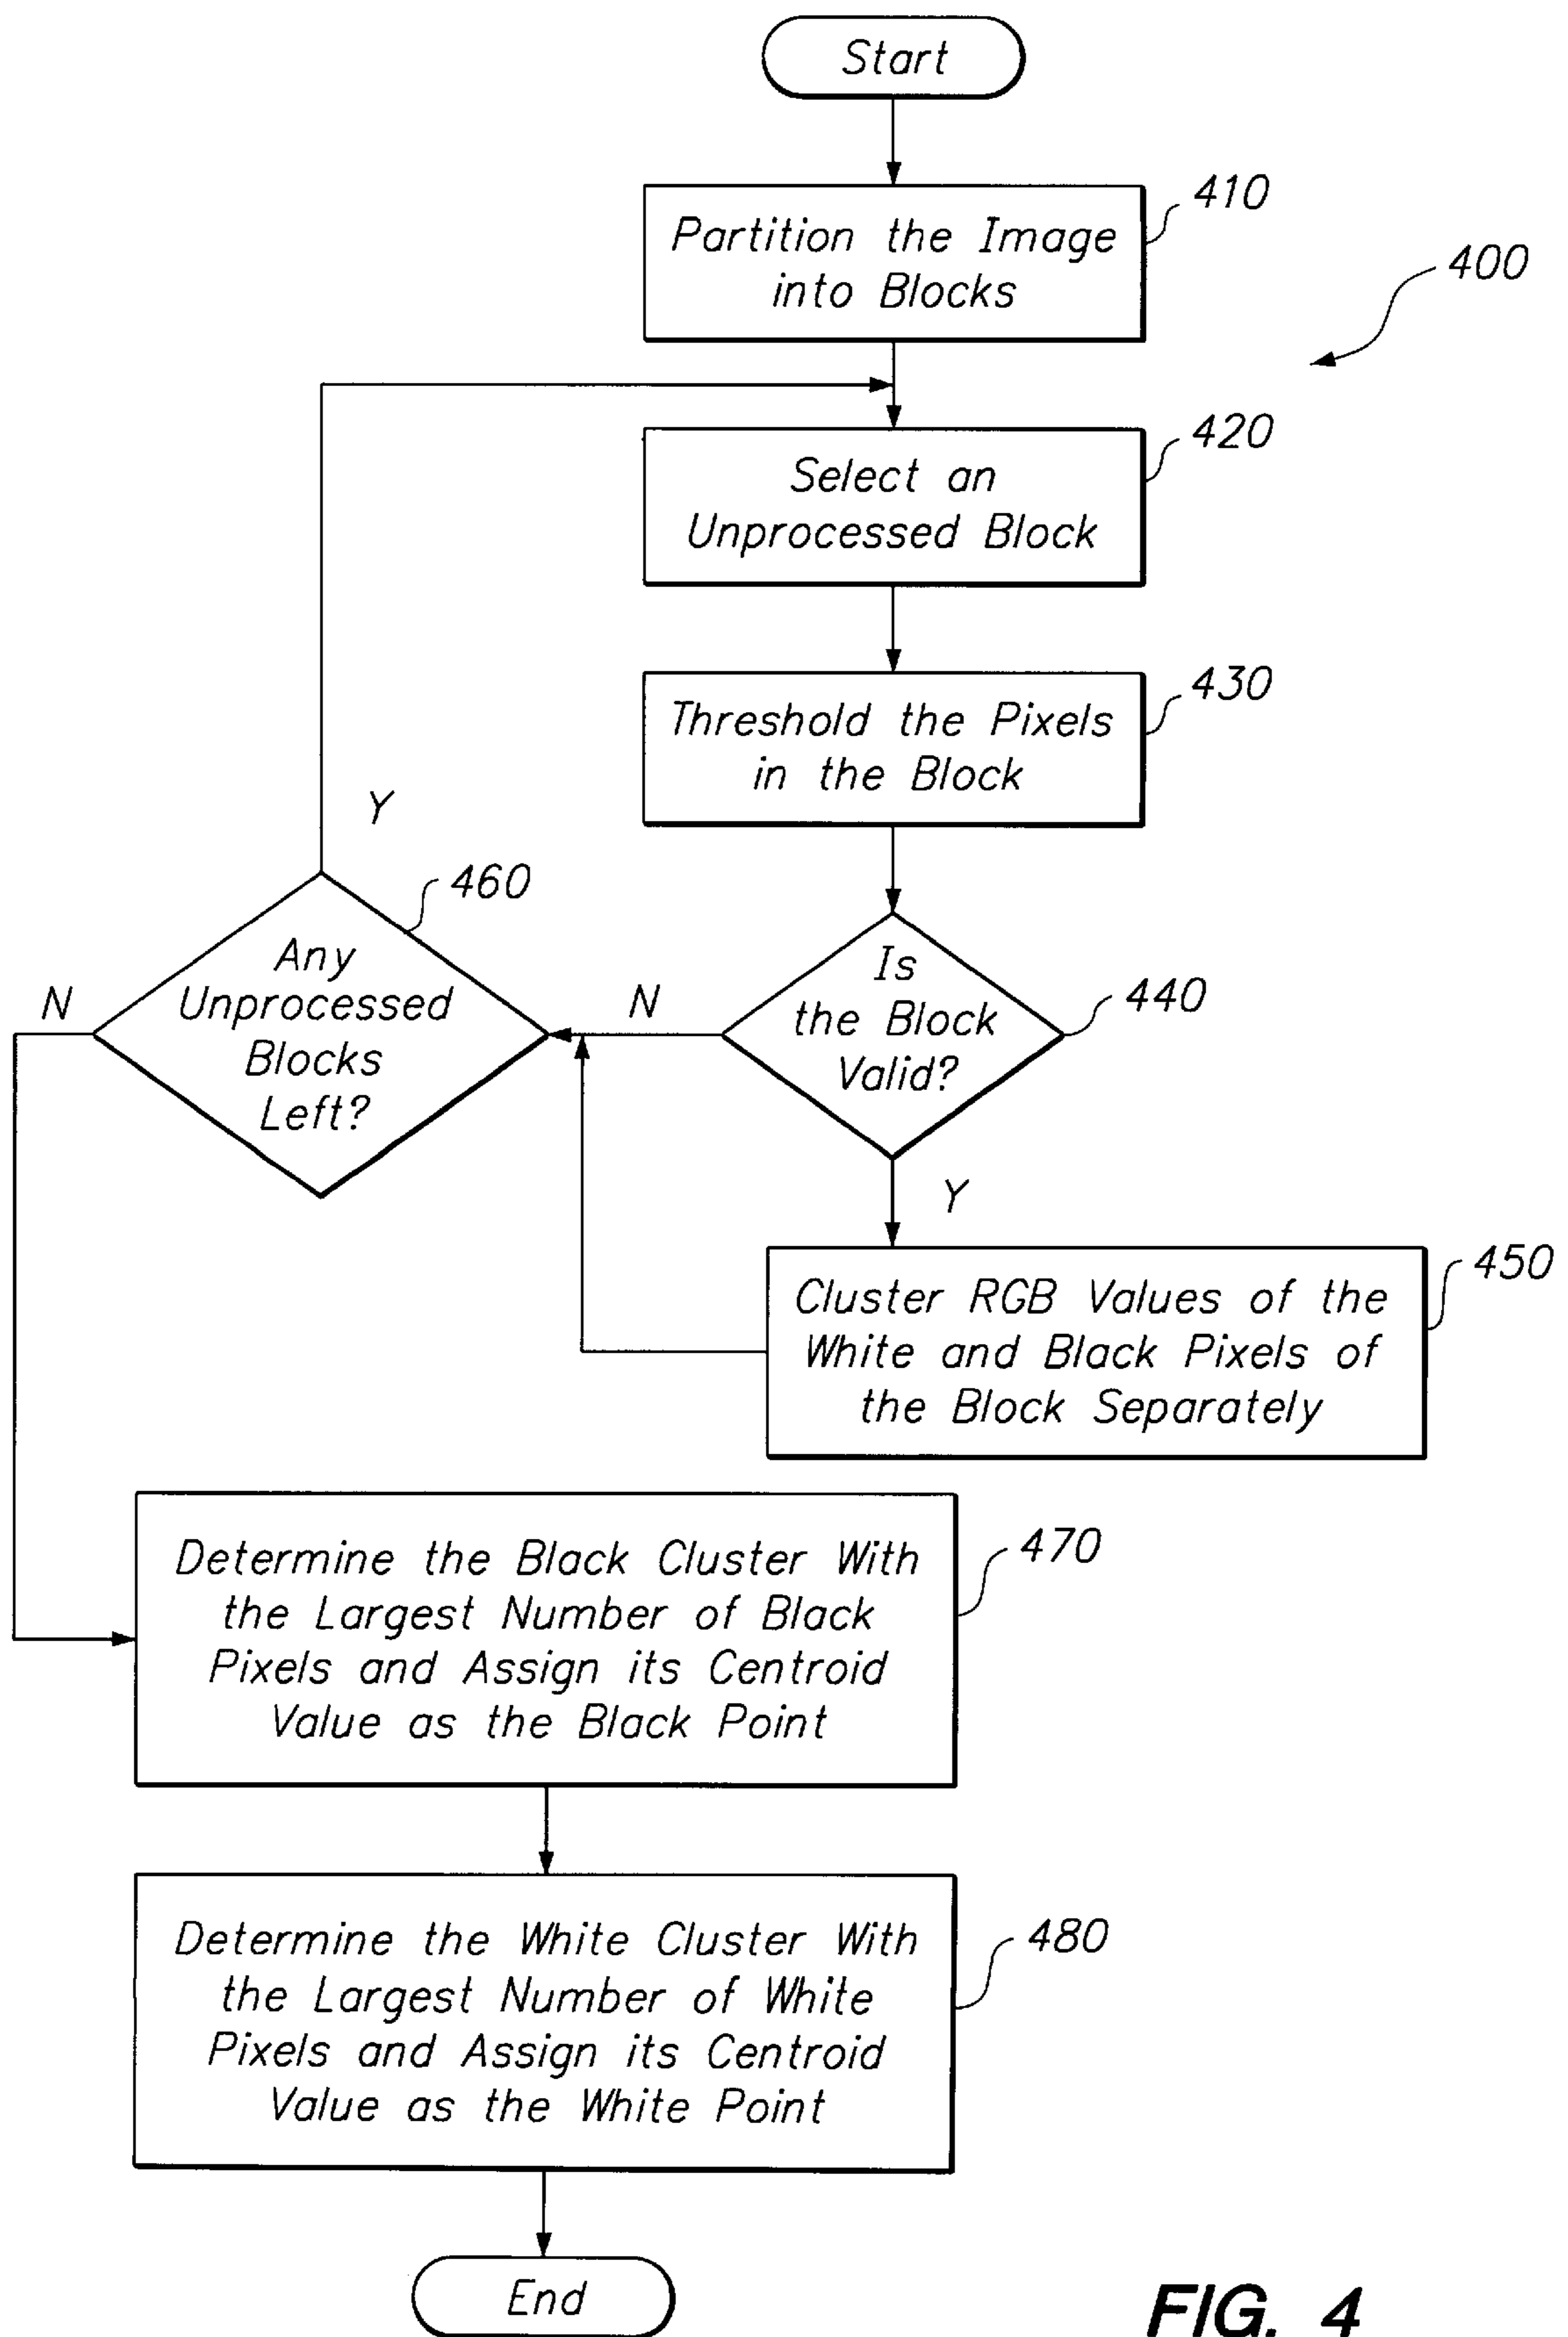 Start
410
Partition the Image
into Blocks
400
420
Select an
Unprocessed Block
430
Threshold the Pixels
in the Block
Y
460
Any
Unprocessed
Blocks
Left?
N
N
Is
the Block
Valid?
440
Y
450
Cluster RGB Values of the
White and Black Pixels of
the Block Separately
470
Determine the Black Cluster With
the Largest Number of Black
Pixels and Assign its Centroid
Value as the Black Point
480
Determine the White Cluster With
the Largest Number of White
Pixels and Assign its Centroid
Value as the White Point
End
FIG. 4